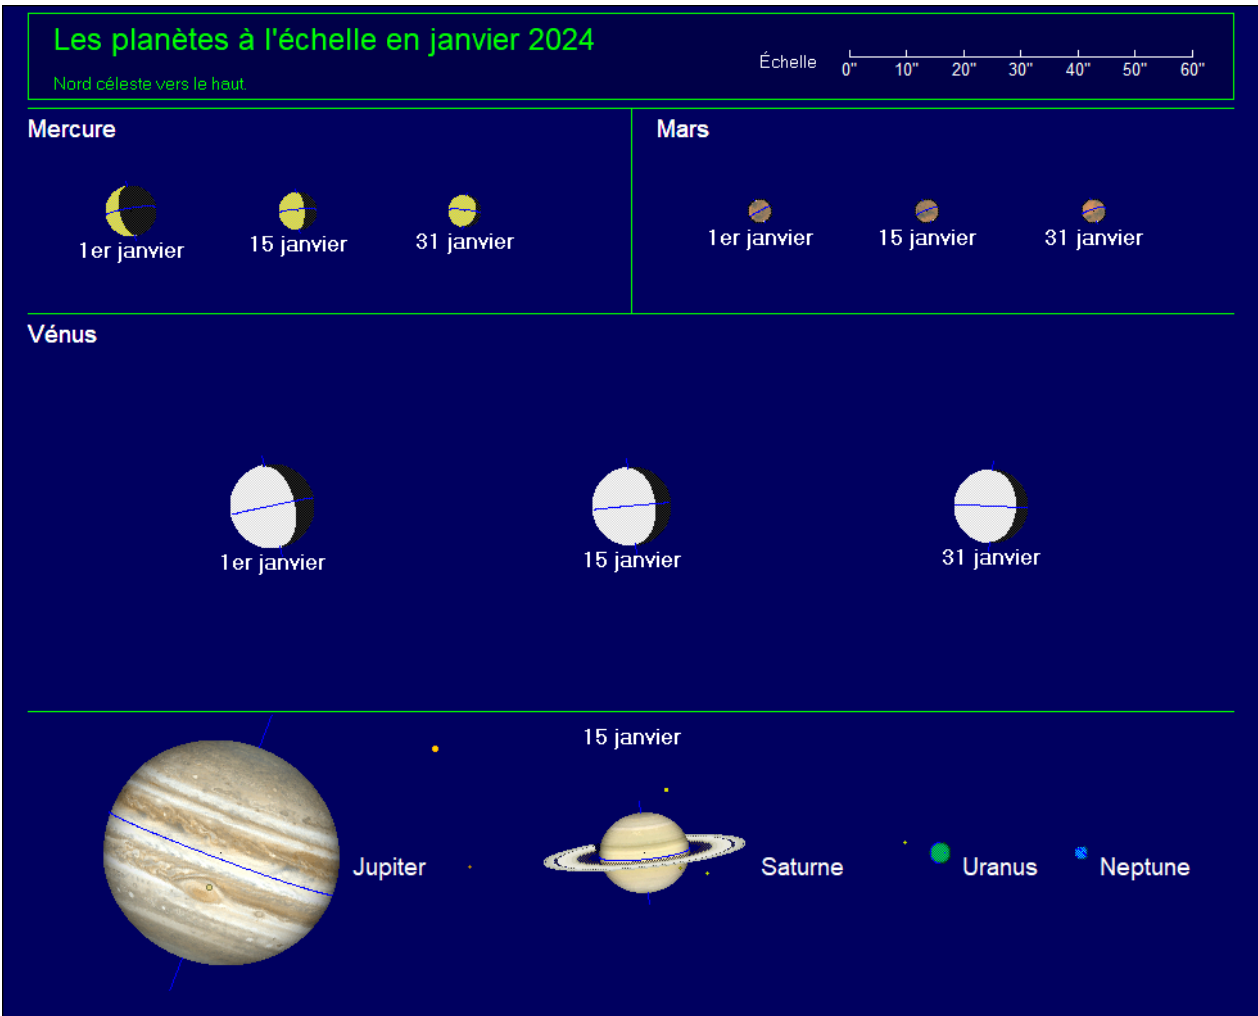 Les planètes à l'échelle en janvier 2024
Nord céleste vers le haut.
Échelle
0" 10" 20" 30" 40" 50" 60"
Mercure
1er janvier 15 janvier 31 janvier
Mars
1er janvier 15 janvier 31 janvier
Vénus
1er janvier 15 janvier 31 janvier
15 janvier
Jupiter Saturne Uranus Neptune